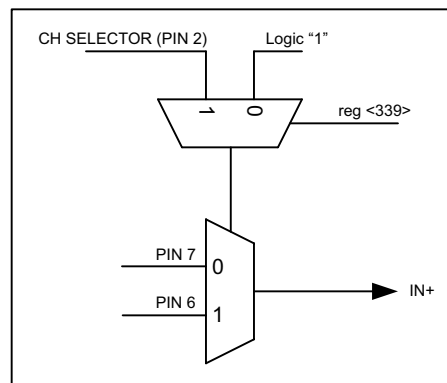 CH SELECTOR (PIN 2)
Logic “1”
1
0
reg <339>
PIN 7
0
PIN 6
1
IN+